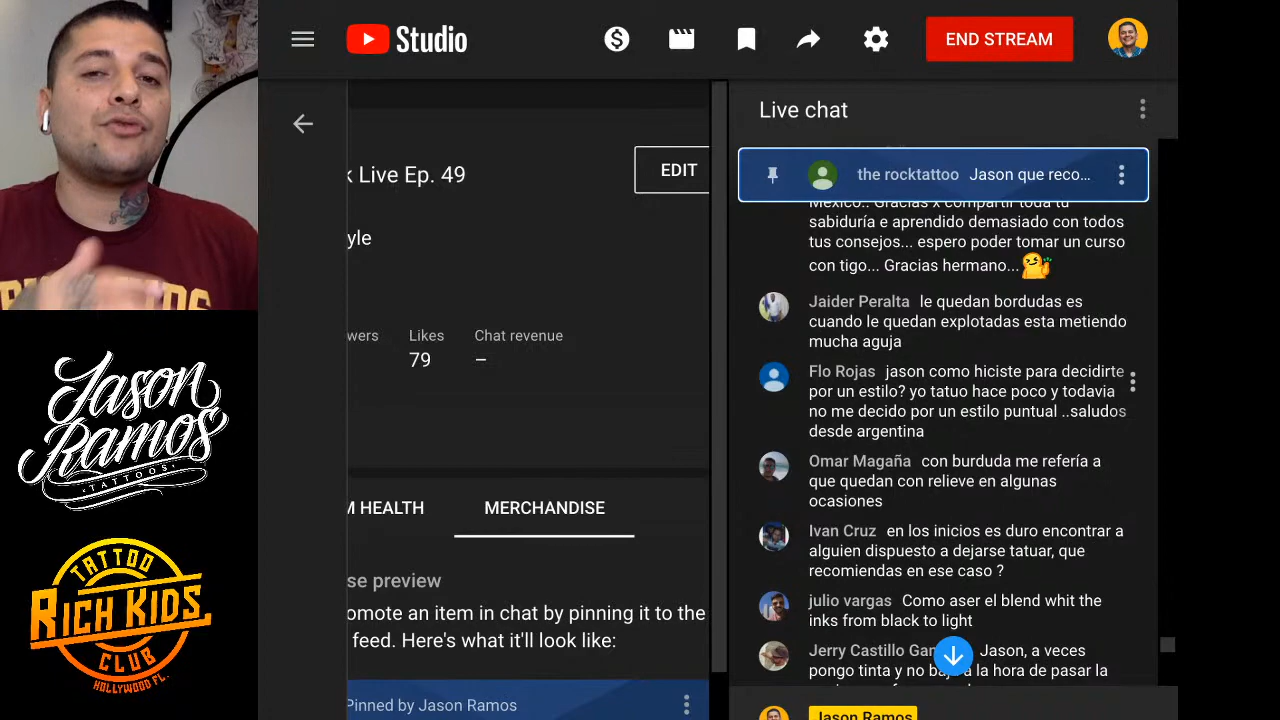 Studio
END STREAM
k Live Ep. 49
EDIT
yle
wers
Likes
Chat revenue
79
–
M HEALTH
MERCHANDISE
se preview
omote an item in chat by pinning it to the
feed. Here's what it'll look like:
Pinned by Jason Ramos
Live chat
the rocktattoo Jason que reco...
Mexico.. Gracias x compartir toda tu
sabiduría e aprendido demasiado con todos
tus consejos... espero poder tomar un curso
con tigo... Gracias hermano...
Jaider Peralta le quedan bordudas es
cuando le quedan explotadas esta metiendo
mucha aguja
Flo Rojas jason como hiciste para decidirte
por un estilo? yo tatuo hace poco y todavia
no me decido por un estilo puntual ..saludos
desde argentina
Omar Magaña con burduda me refería a
que quedan con relieve en algunas
ocasiones
Ivan Cruz en los inicios es duro encontrar a
alguien dispuesto a dejarse tatuar, que
recomiendas en ese caso ?
julio vargas Como aser el blend whit the
inks from black to light
Jerry Castillo Gar Jason, a veces
pongo tinta y no baja a la hora de pasar la
Jason Ramos
RICH KIDS
Jason
Ramos
TATTOOS
TATTOO
RICH KIDS
CLUB
HOLLYWOOD FL.